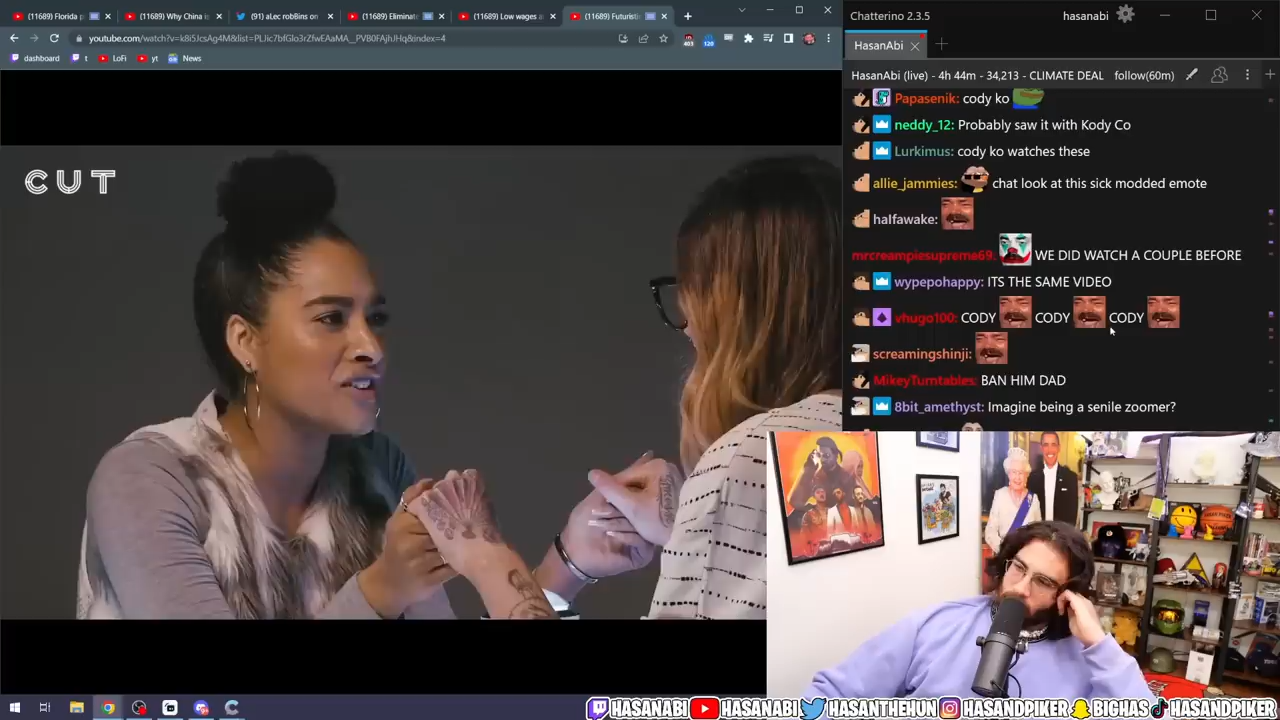 (11689) Florida p
(11689) Why China is
(91) aLec robBins on
(11689) Eliminate
(11689) Low wages a
(11689) Futuristi
youtube.com/watch?v=k8i5JcsAg4M&list=PLJic7bfGlo3rZfwEAaMA__PVB0FAjhJHq&index=4
dashboard
t
LoFi
yt
News
CUT
Chatterino 2.3.5
hasanabi
HasanAbi
HasanAbi (live) - 4h 44m - 34,213 - CLIMATE DEAL
follow(60m)
Papasenik: cody ko
neddy_12: Probably saw it with Kody Co
Lurkimus: cody ko watches these
allie_jammies: chat look at this sick modded emote
halfawake:
mrcreampiesupreme69: WE DID WATCH A COUPLE BEFORE
wypepohappy: ITS THE SAME VIDEO
vhugo100: CODY CODY CODY
screamingshinji:
MikeyTurntables: BAN HIM DAD
8bit_amethyst: Imagine being a senile zoomer?
HASANABI HASANABI HASANTHEHUN HASANDPIKER BIGHAS HASANDPIKER